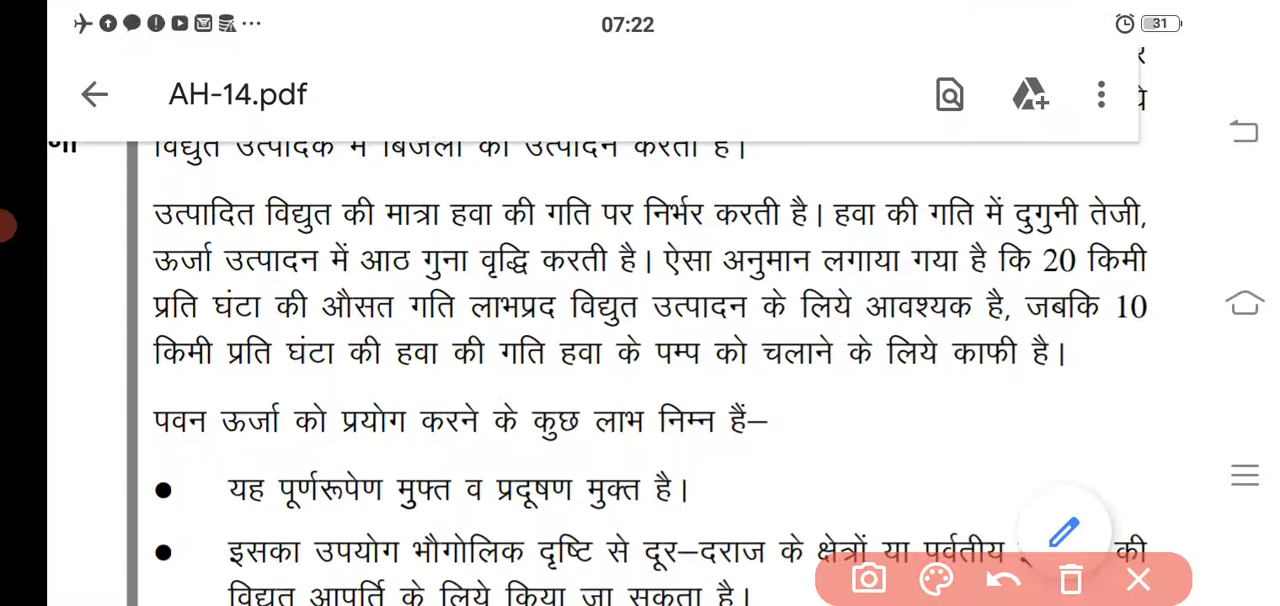 07:22
31
AH-14.pdf
विद्युत उत्पादक में बिजली का उत्पादन करती है।
उत्पादित विद्युत की मात्रा हवा की गति पर निर्भर करती है। हवा की गति में दुगुनी तेजी,
ऊर्जा उत्पादन में आठ गुना वृद्धि करती है। ऐसा अनुमान लगाया गया है कि 20 किमी
प्रति घंटा की औसत गति लाभप्रद विद्युत उत्पादन के लिये आवश्यक है, जबकि 10
किमी प्रति घंटा की हवा की गति हवा के पम्प को चलाने के लिये काफी है।
पवन ऊर्जा को प्रयोग करने के कुछ लाभ निम्न हैं–
● यह पूर्णरूपेण मुफ्त व प्रदूषण मुक्त है।
● इसका उपयोग भौगोलिक दृष्टि से दूर–दराज के क्षेत्रों या पर्वतीय की
विद्युत आपूर्ति के लिये किया जा सकता है।